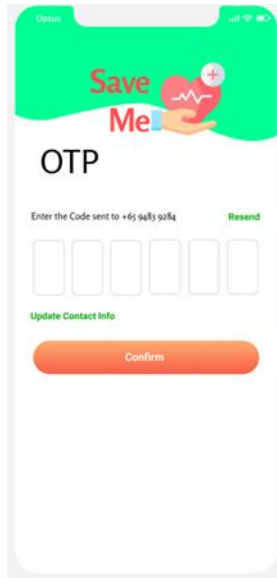 Optus
Save
Me
OTP
Enter the Code sent to +65 9483 9284 Resend
Update Contact Info
Confirm